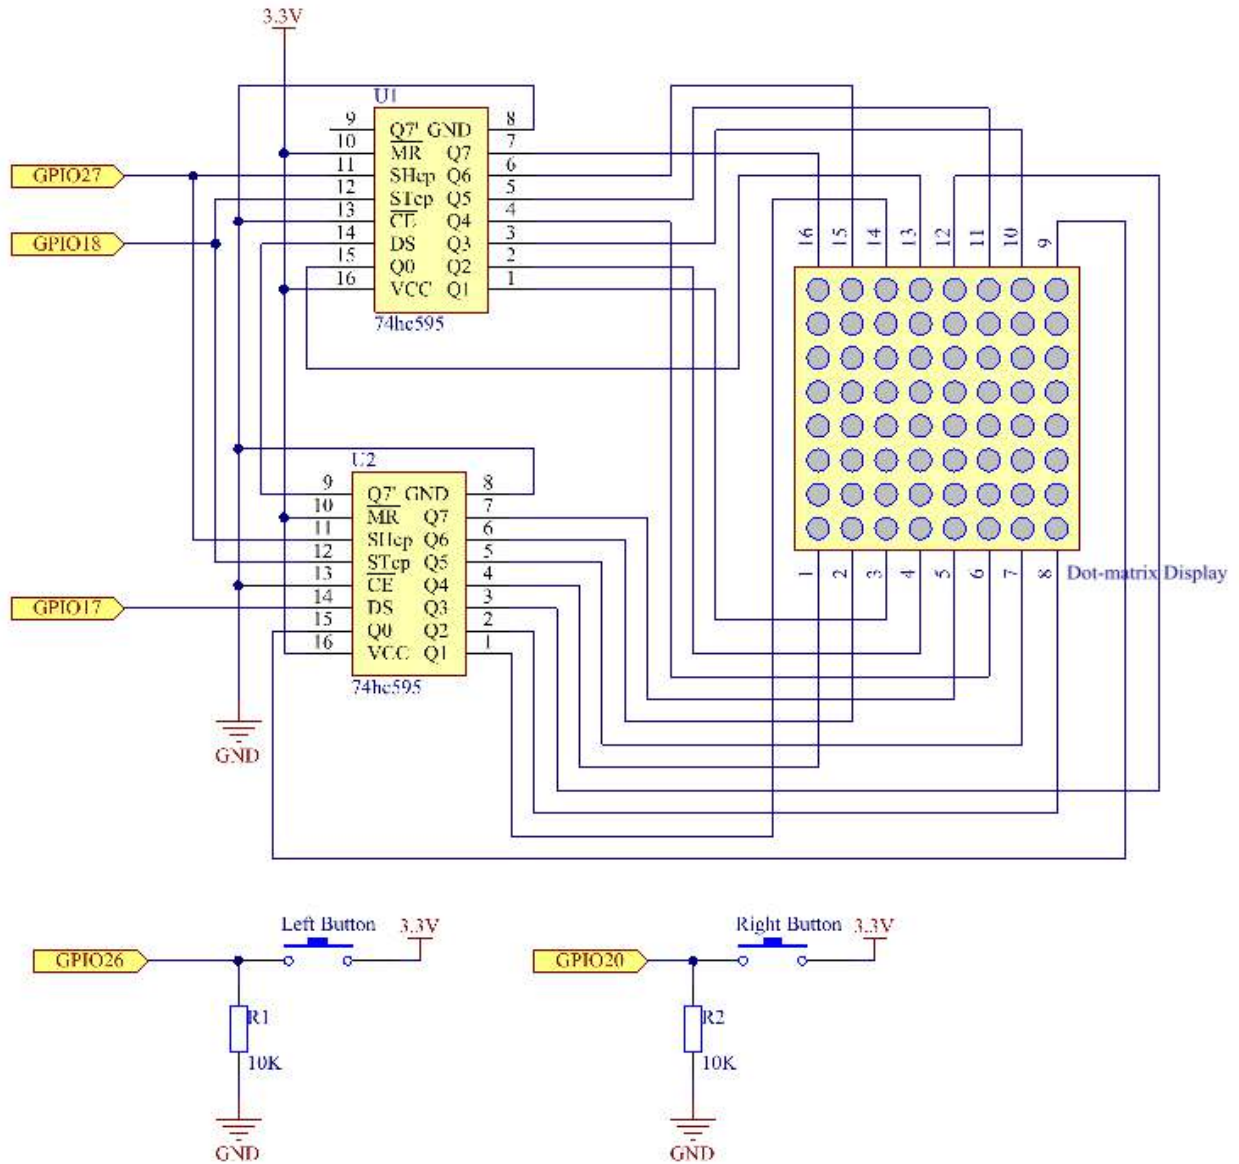 3.3V
U1
9 Q7' GND 8
10 MR Q7 7
11 SHcp Q6 6
12 STcp Q5 5
13 CE Q4 4
14 DS Q3 3
15 Q0 Q2 2
16 VCC Q1 1
74hc595
GPIO27
GPIO18
16 15 14 13 12 11 10 9
1 2 3 4 5 6 7 8
Dot-matrix Display
U2
9 Q7' GND 8
10 MR Q7 7
11 SHcp Q6 6
12 STcp Q5 5
13 CE Q4 4
14 DS Q3 3
15 Q0 Q2 2
16 VCC Q1 1
74hc595
GPIO17
GND
Left Button
3.3V
GPIO26
R1
10K
GND
Right Button
3.3V
GPIO20
R2
10K
GND